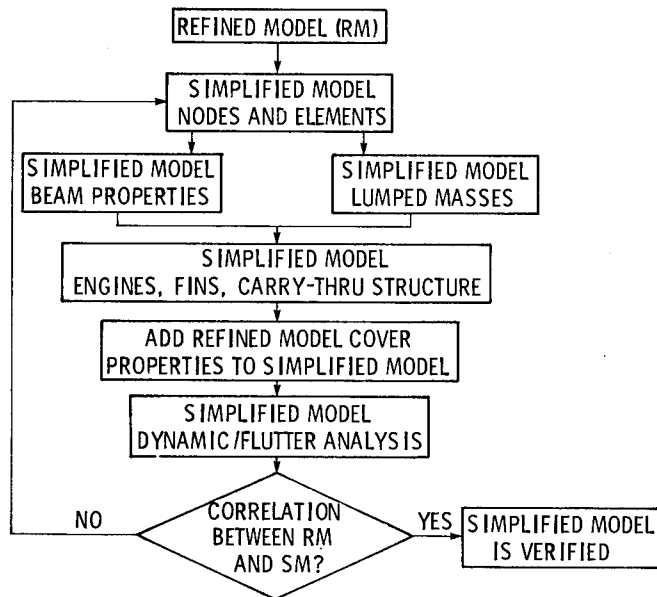 REFINED MODEL (RM)
SIMPLIFIED MODEL
NODES AND ELEMENTS
SIMPLIFIED MODEL
BEAM PROPERTIES
SIMPLIFIED MODEL
LUMPED MASSES
SIMPLIFIED MODEL
ENGINES, FINS, CARRY-THRU STRUCTURE
ADD REFINED MODEL COVER
PROPERTIES TO SIMPLIFIED MODEL
SIMPLIFIED MODEL
DYNAMIC/FLUTTER ANALYSIS
NO
CORRELATION
BETWEEN RM
AND SM?
YES
SIMPLIFIED MODEL
IS VERIFIED